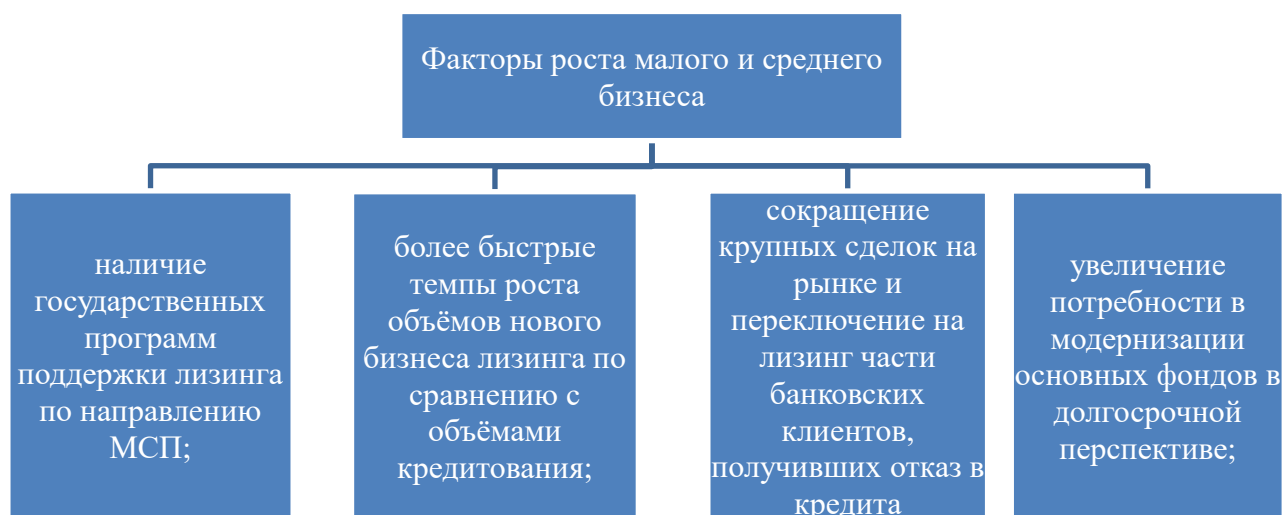 Факторы роста малого и среднего
бизнеса
наличие
государственных
программ
поддержки лизинга
по направлению
МСП;
более быстрые
темпы роста
объёмов нового
бизнеса лизинга по
сравнению с
объёмами
кредитования;
сокращение
крупных сделок на
рынке и
переключение на
лизинг части
банковских
клиентов,
получивших отказ в
кредита
увеличение
потребности в
модернизации
основных фондов в
долгосрочной
перспективе;